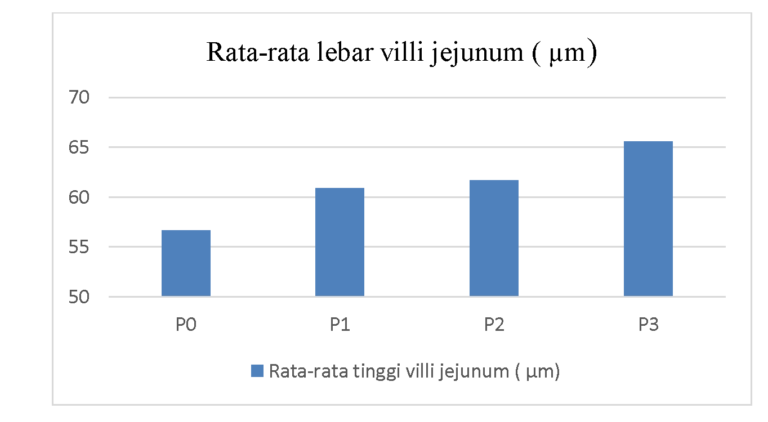 Rata-rata lebar villi jejunum ( µm)
70
65
60
55
50
P0 P1 P2 P3
Rata-rata tinggi villi jejunum ( µm)